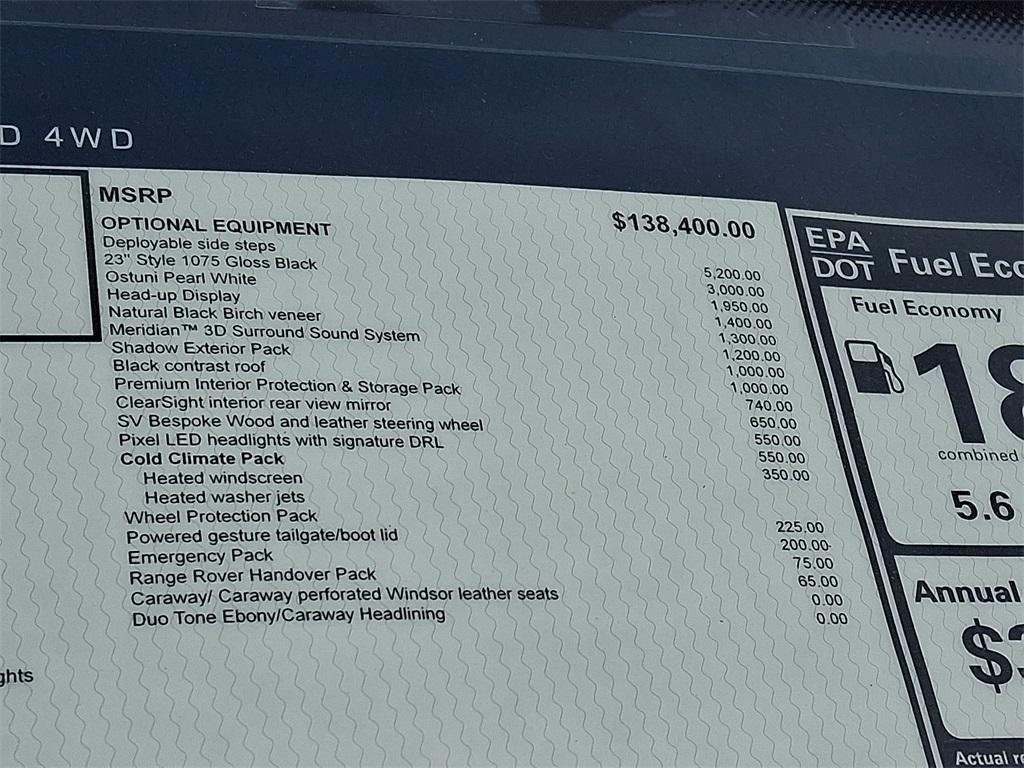 D 4WD
MSRP $138,400.00
OPTIONAL EQUIPMENT
Deployable side steps 5,200.00
23" Style 1075 Gloss Black 3,000.00
Ostuni Pearl White 1,950.00
Head-up Display 1,400.00
Natural Black Birch veneer 1,300.00
Meridian™ 3D Surround Sound System 1,200.00
Shadow Exterior Pack 1,000.00
Black contrast roof 1,000.00
Premium Interior Protection & Storage Pack 740.00
ClearSight interior rear view mirror 650.00
SV Bespoke Wood and leather steering wheel 550.00
Pixel LED headlights with signature DRL 550.00
Cold Climate Pack 350.00
Heated windscreen
Heated washer jets
Wheel Protection Pack 225.00
Powered gesture tailgate/boot lid 200.00
Emergency Pack 75.00
Range Rover Handover Pack 65.00
Caraway/ Caraway perforated Windsor leather seats 0.00
Duo Tone Ebony/Caraway Headlining 0.00
ghts
EPA
DOT
Fuel Eco
Fuel Economy
18
combined
5.6
Annual
$3
Actual r